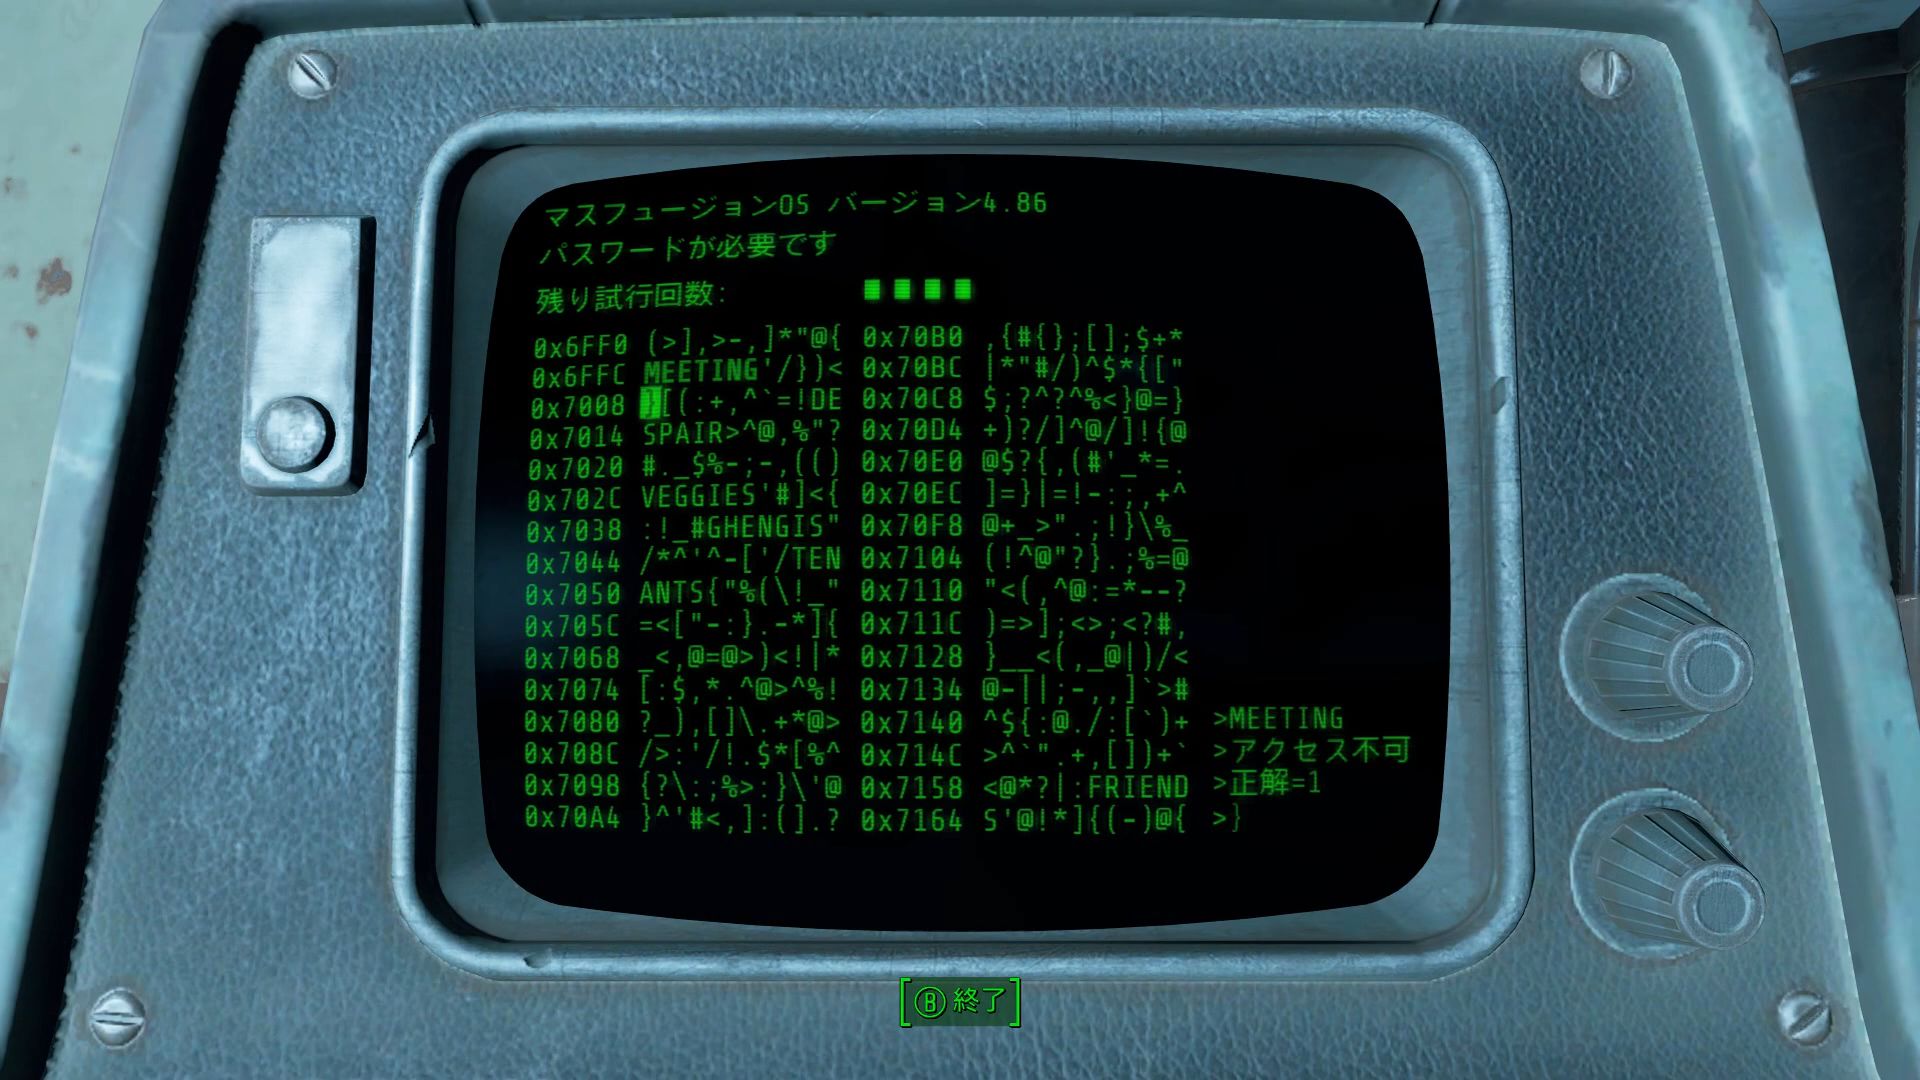 マスフュージョンOS バージョン4.86
パスワードが必要です
残り試行回数:
0x6FF0 (>],>-,]*"@{ 0x70B0 ,{#{};[];$+*
0x6FFC MEETING'/})< 0x70BC |*"#/)^$*{["
0x7008 }[(:+,^`=!DE 0x70C8 $;?^?^%<}@=}
0x7014 SPAIR>^@,%"? 0x70D4 +)?/]^@/]!{@
0x7020 #._$%-;-,(() 0x70E0 @$?{,(#'_*=.
0x702C VEGGIES'#]<{ 0x70EC ]=}|=!-:;,+^
0x7038 :!_#GHENGIS" 0x70F8 @+_>".;!}\%_
0x7044 /*^'^-['/TEN 0x7104 (!^@"?}.;%=@
0x7050 ANTS{"%(\!_" 0x7110 "<(,^@:=*--?
0x705C =<["-:}.-*]{ 0x711C )=>];<>;<?#,
0x7068 _<,@=@>)<!|* 0x7128 }__<(,_@|)/<
0x7074 [:$,*.^@>^%! 0x7134 @-||;-,,]`>#
0x7080 ?_),[]\.+*@> 0x7140 ^${:@./:[`)+ >MEETING
0x708C />:'/!.$*[%^ 0x714C >^`".+,[])+` >アクセス不可
0x7098 {?\:;%>:}\'@ 0x7158 <@*?|:FRIEND >正解=1
0x70A4 }^'#<,]:(].? 0x7164 S'@!*]{(-)@{ >}
B 終了